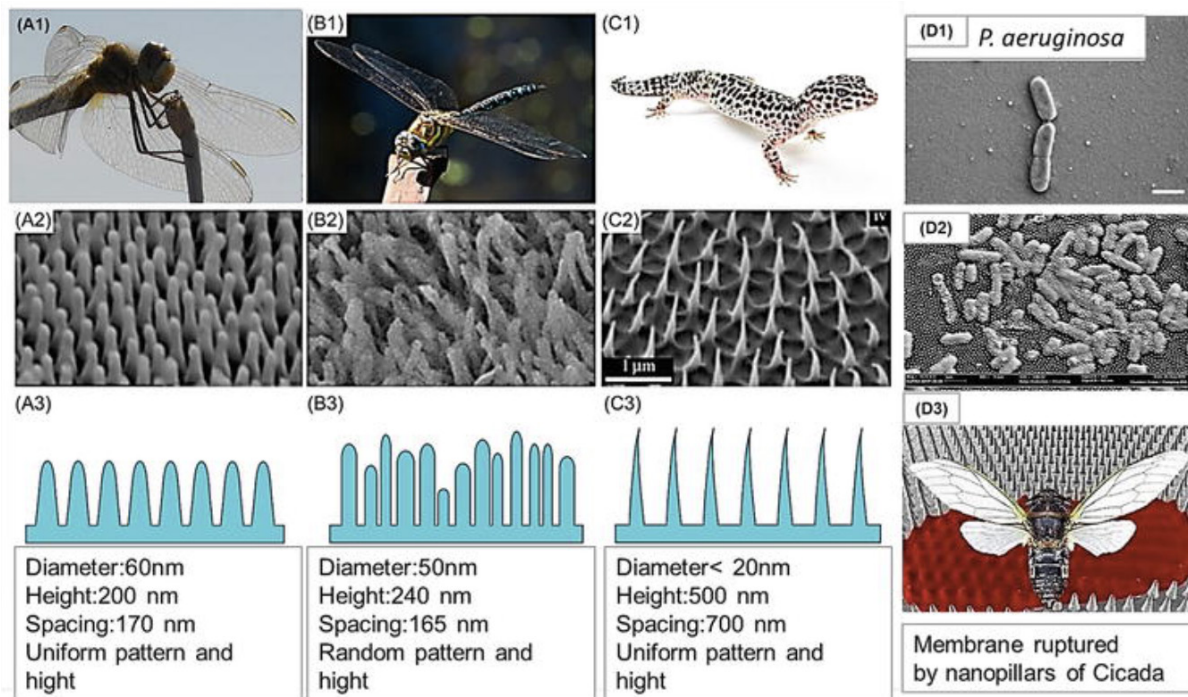 (A1)
(B1)
(C1)
(D1)
P. aeruginosa
(A2)
(B2)
(C2)
IV
1 µm
(D2)
(A3)
(B3)
(C3)
(D3)
Diameter:60nm
Height:200 nm
Spacing:170 nm
Uniform pattern and
hight
Diameter:50nm
Height:240 nm
Spacing:165 nm
Random pattern and
hight
Diameter< 20nm
Height:500 nm
Spacing:700 nm
Uniform pattern and
hight
Membrane ruptured
by nanopillars of Cicada